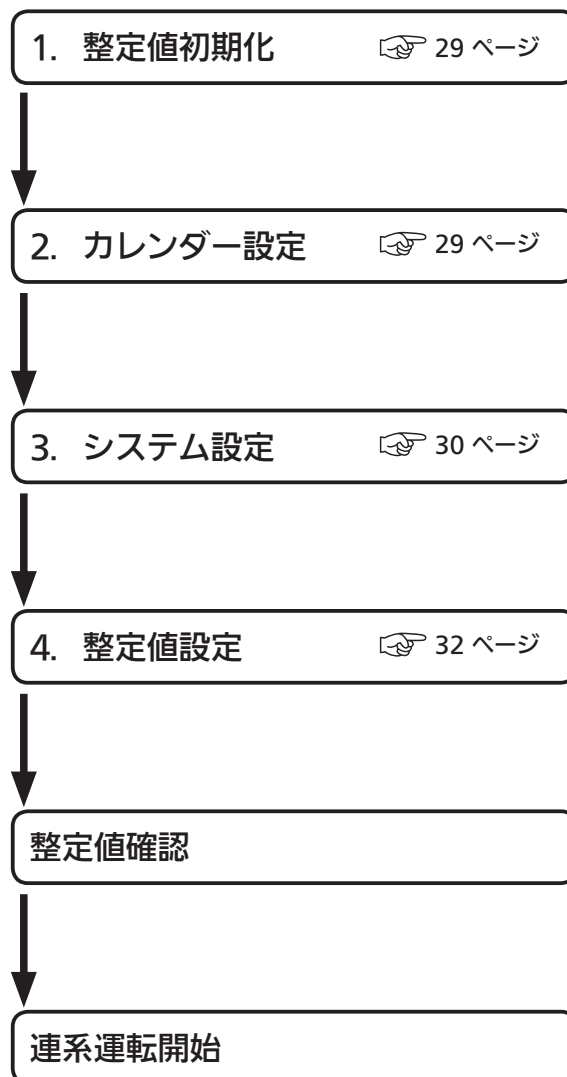 1. 整定値初期化 ☞ 29 ページ
2. カレンダー設定 ☞ 29 ページ
3. システム設定 ☞ 30 ページ
4. 整定値設定 ☞ 32 ページ
整定値確認
連系運転開始